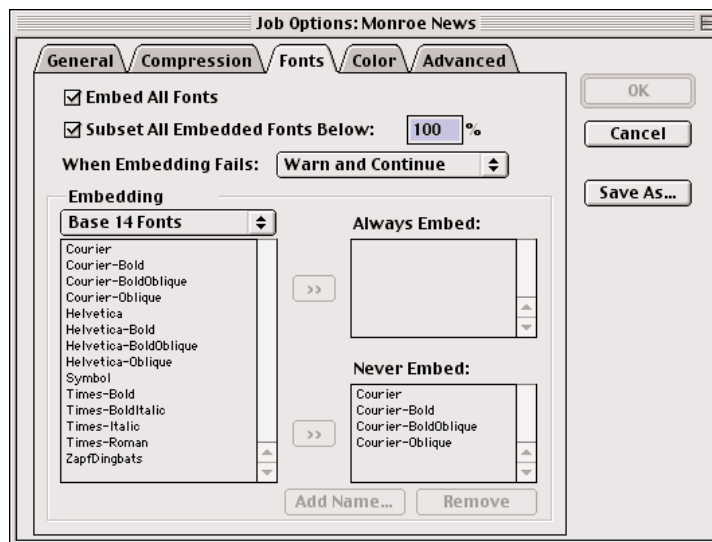 Job Options: Monroe News
General Compression Fonts Color Advanced
Embed All Fonts
Subset All Embedded Fonts Below: 100 %
When Embedding Fails: Warn and Continue
OK
Cancel
Save As...
Embedding
Base 14 Fonts
Courier
Courier-Bold
Courier-BoldOblique
Courier-Oblique
Helvetica
Helvetica-Bold
Helvetica-BoldOblique
Helvetica-Oblique
Symbol
Times-Bold
Times-BoldItalic
Times-Italic
Times-Roman
ZapfDingbats
>>
>>
Always Embed:
Never Embed:
Courier
Courier-Bold
Courier-BoldOblique
Courier-Oblique
Add Name... Remove